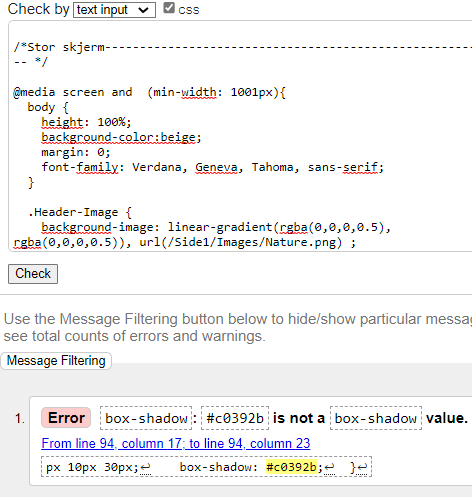 Check by text input css
/*Stor skjerm------------------------------------------------------
-- */
@media screen and  (min-width: 1001px){
body {
height: 100%;
background-color:beige;
margin: 0;
font-family: Verdana, Geneva, Tahoma, sans-serif;
}
.Header-Image {
background-image: linear-gradient(rgba(0,0,0,0.5),
rgba(0,0,0,0.5)), url(/Side1/Images/Nature.png) ;
Check
Use the Message Filtering button below to hide/show particular
see total counts of errors and warnings.
Message Filtering
1. Error box-shadow: #c0392b is not a box-shadow value.
From line 94, column 17; to line 94, column 23
px 10px 30px;↩    box-shadow: #c0392b;↩  }↩